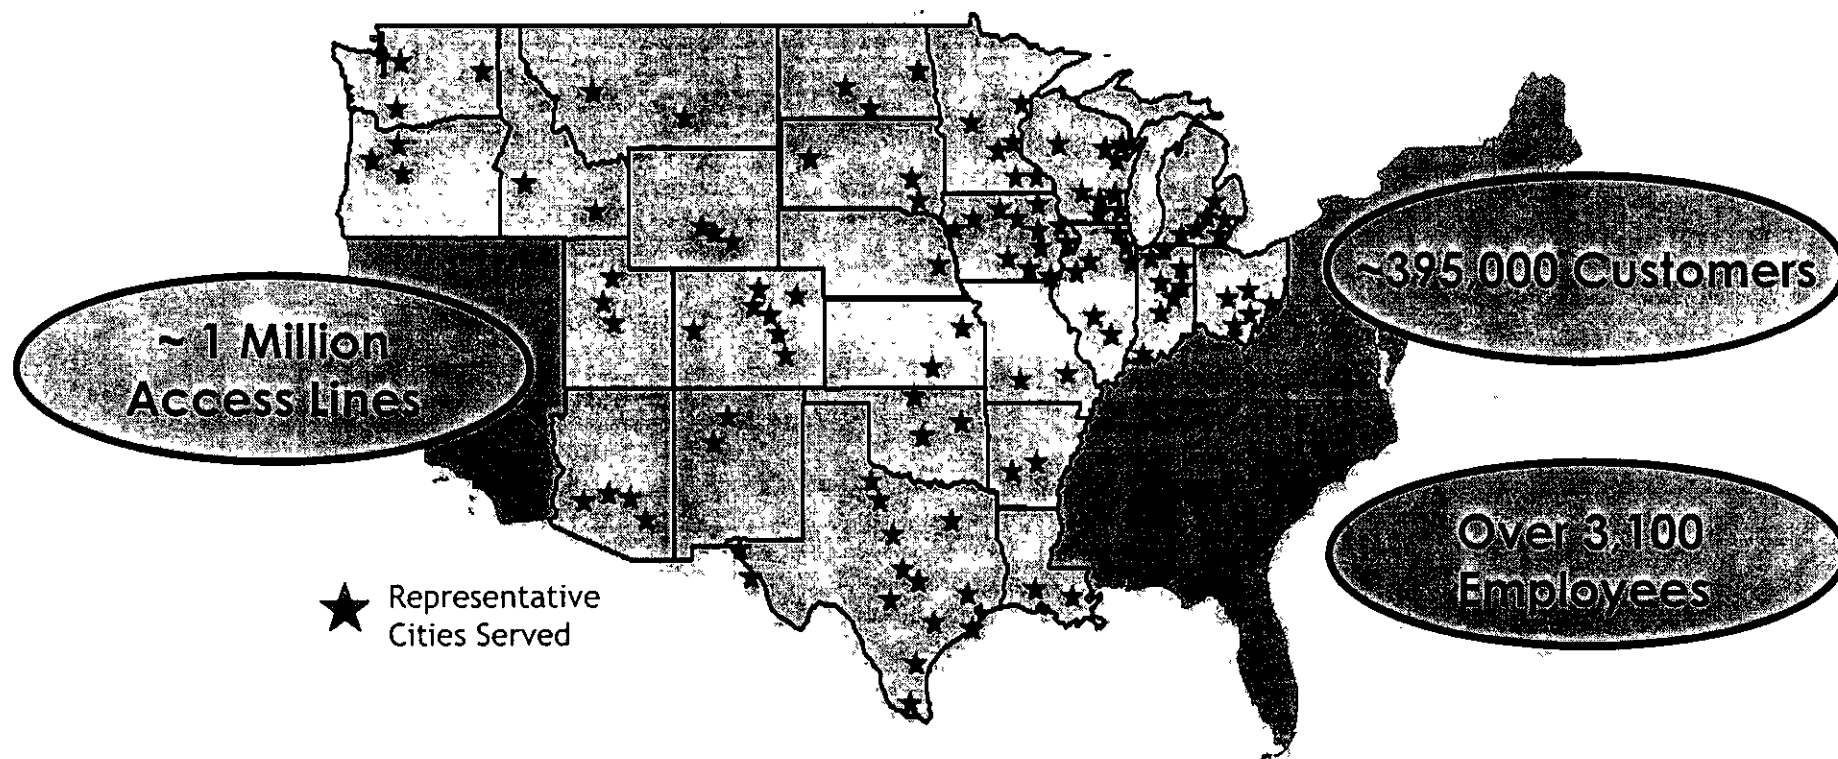 ~ 1 Million
Access Lines
~395,000 Customers
Over 3,100
Employees
Representative
Cities Served